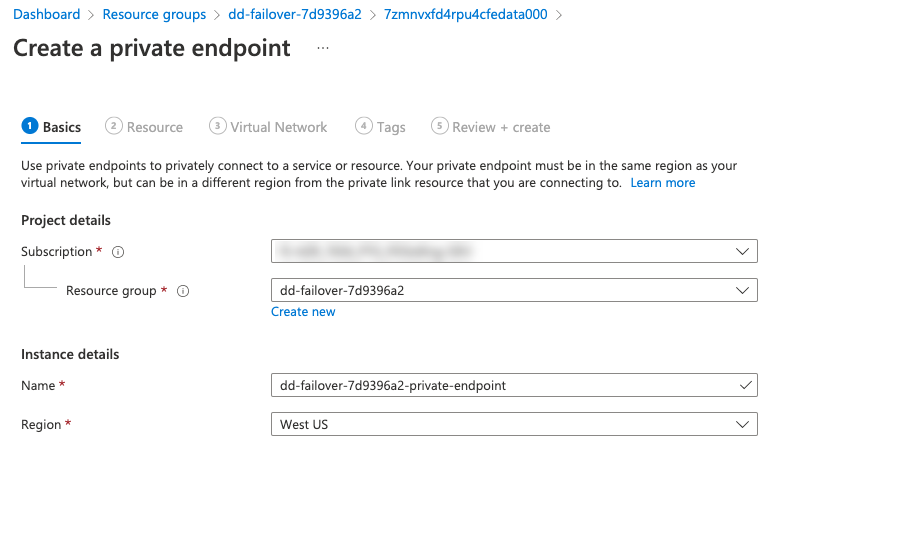 Dashboard > Resource groups > dd-failover-7d9396a2 > 7zmnvxfd4rpu4cfedata000 >
Create a private endpoint ...
1 Basics 2 Resource 3 Virtual Network 4 Tags 5 Review + create
Use private endpoints to privately connect to a service or resource. Your private endpoint must be in the same region as your
virtual network, but can be in a different region from the private link resource that you are connecting to. Learn more
Project details
Subscription *
Resource group * dd-failover-7d9396a2
Create new
Instance details
Name * dd-failover-7d9396a2-private-endpoint
Region * West US